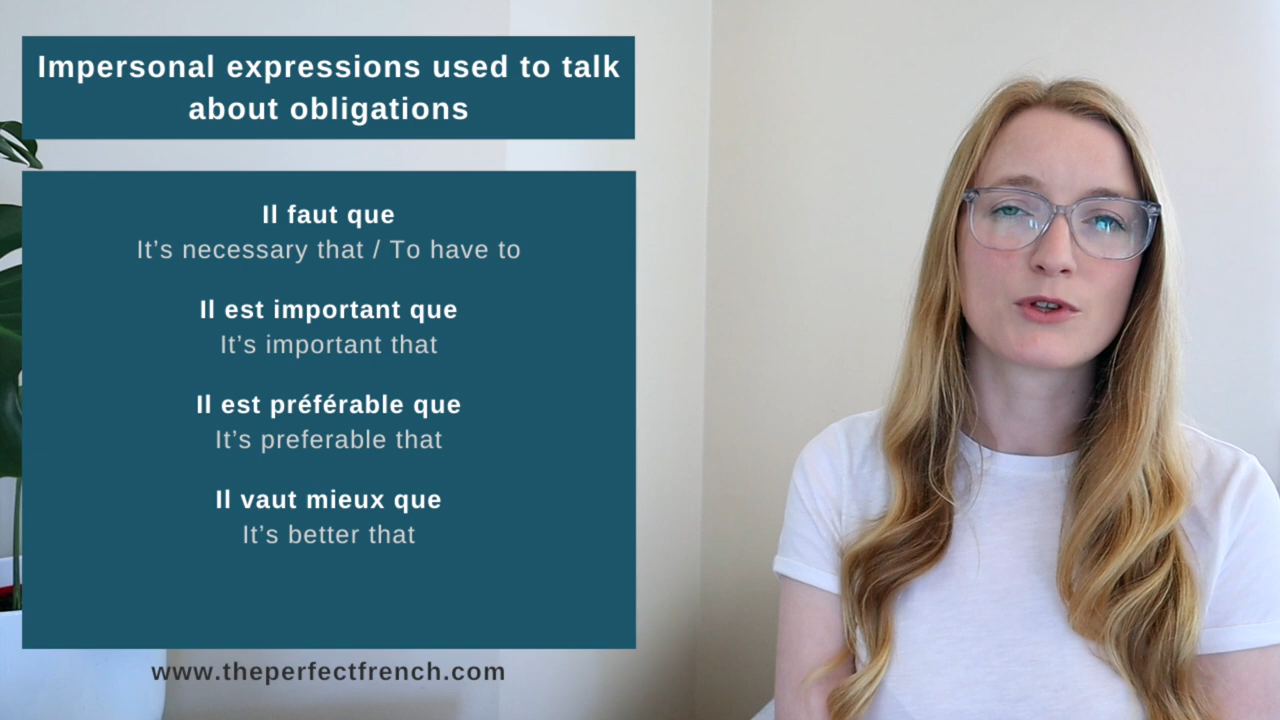 Impersonal expressions used to talk
about obligations
Il faut que
It’s necessary that / To have to
Il est important que
It’s important that
Il est préférable que
It’s preferable that
Il vaut mieux que
It’s better that
www.theperfectfrench.com